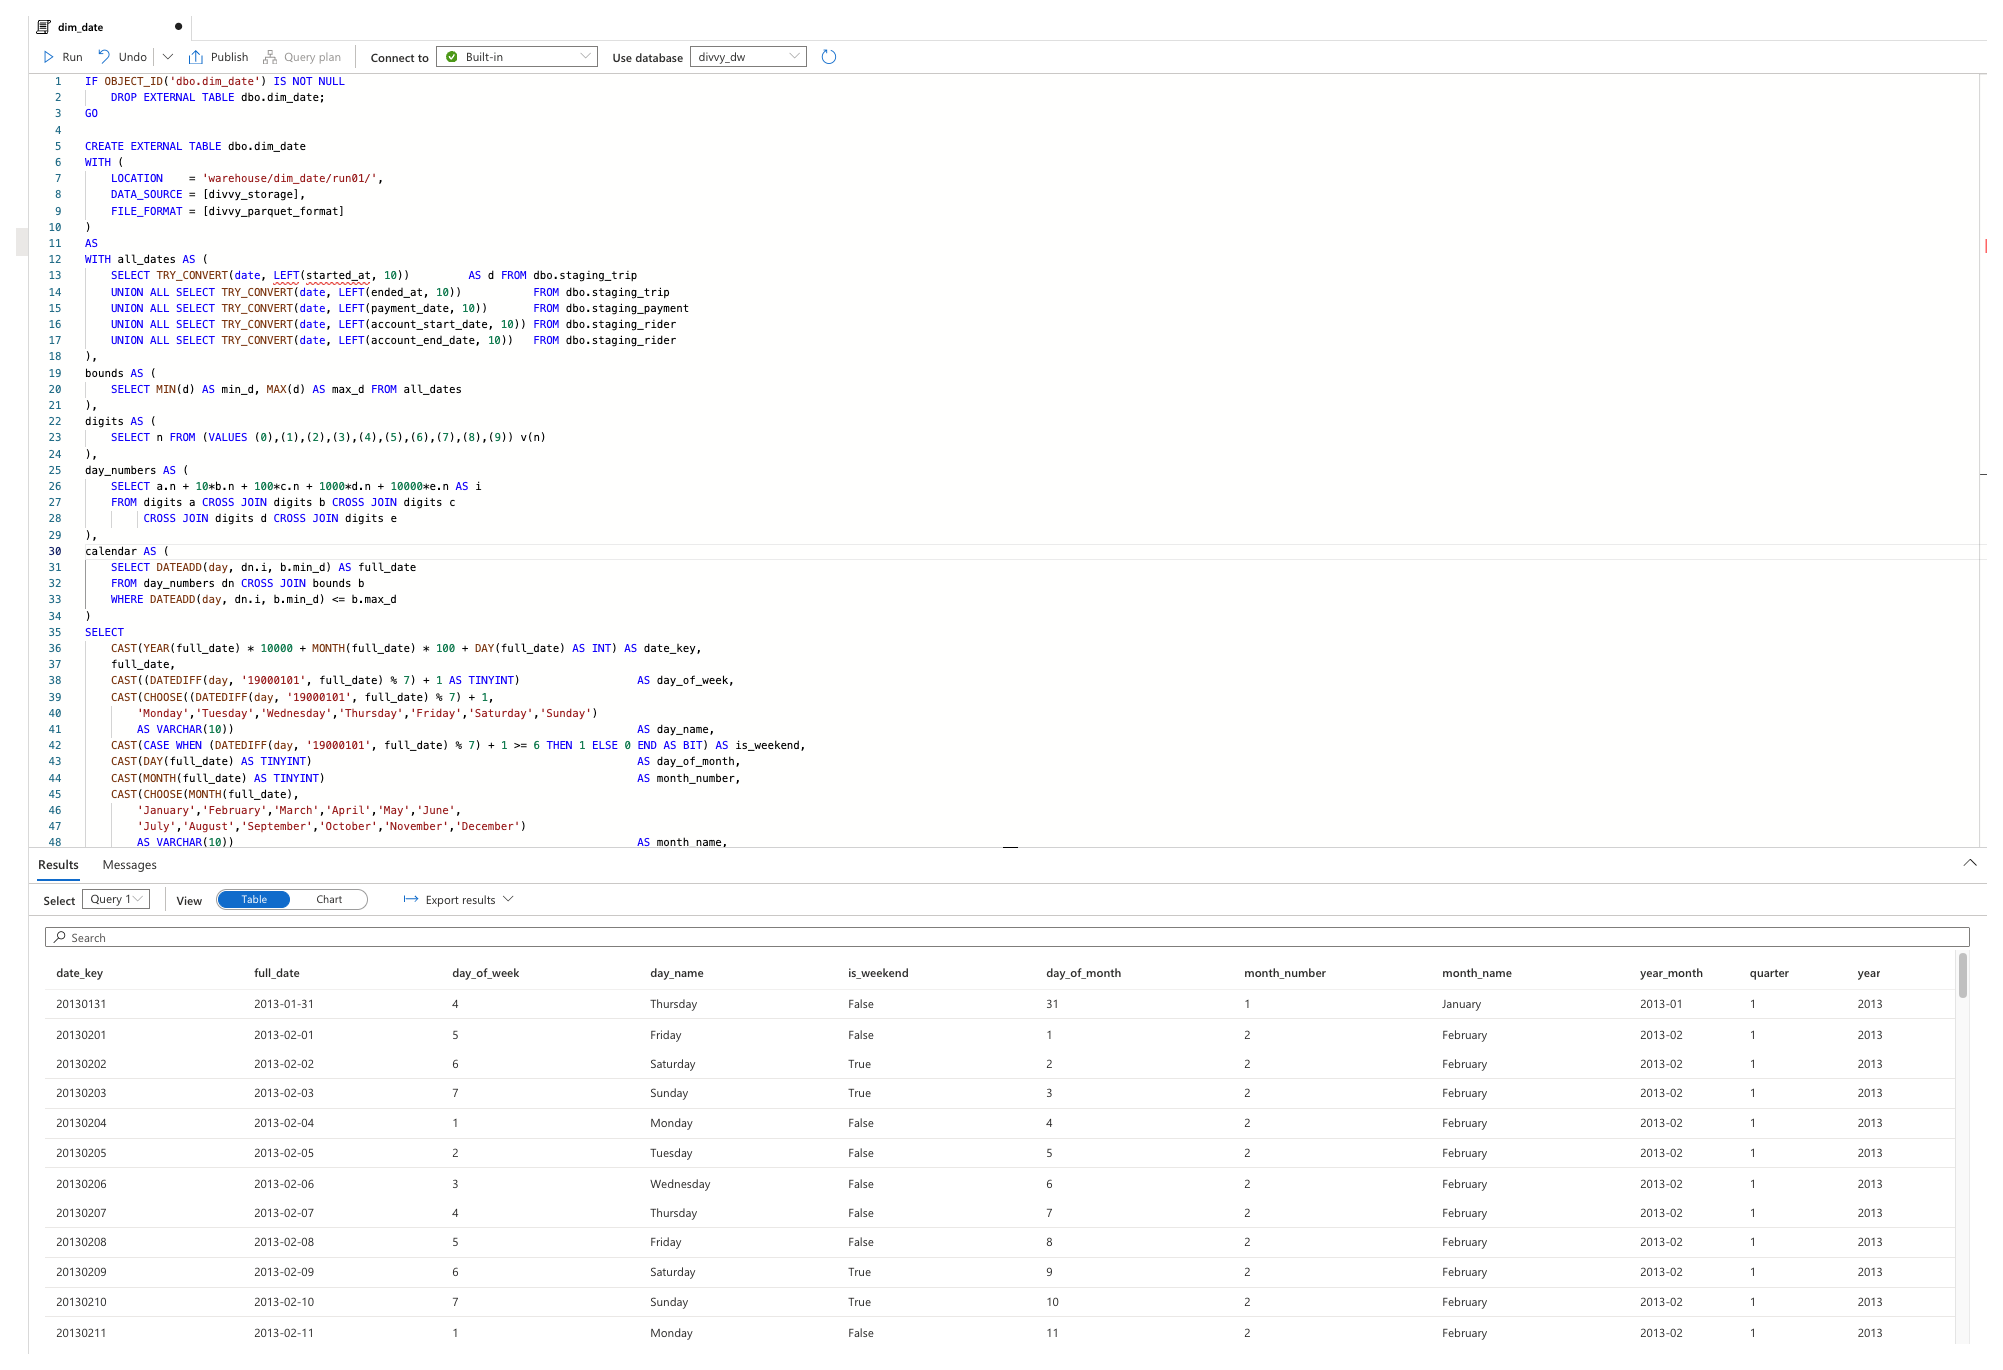 dim_date
Run Undo Publish Query plan Connect to Built-in Use database divvy_dw
1 IF OBJECT_ID('dbo.dim_date') IS NOT NULL
2 DROP EXTERNAL TABLE dbo.dim_date;
3 GO
4
5 CREATE EXTERNAL TABLE dbo.dim_date
6 WITH (
7 LOCATION = 'warehouse/dim_date/run01/',
8 DATA_SOURCE = [divvy_storage],
9 FILE_FORMAT = [divvy_parquet_format]
10 )
11 AS
12 WITH all_dates AS (
13 SELECT TRY_CONVERT(date, LEFT(started_at, 10)) AS d FROM dbo.staging_trip
14 UNION ALL SELECT TRY_CONVERT(date, LEFT(ended_at, 10)) FROM dbo.staging_trip
15 UNION ALL SELECT TRY_CONVERT(date, LEFT(payment_date, 10)) FROM dbo.staging_payment
16 UNION ALL SELECT TRY_CONVERT(date, LEFT(account_start_date, 10)) FROM dbo.staging_rider
17 UNION ALL SELECT TRY_CONVERT(date, LEFT(account_end_date, 10)) FROM dbo.staging_rider
18 ),
19 bounds AS (
20 SELECT MIN(d) AS min_d, MAX(d) AS max_d FROM all_dates
21 ),
22 digits AS (
23 SELECT n FROM (VALUES (0),(1),(2),(3),(4),(5),(6),(7),(8),(9)) v(n)
24 ),
25 day_numbers AS (
26 SELECT a.n + 10*b.n + 100*c.n + 1000*d.n + 10000*e.n AS i
27 FROM digits a CROSS JOIN digits b CROSS JOIN digits c
28 CROSS JOIN digits d CROSS JOIN digits e
29 ),
30 calendar AS (
31 SELECT DATEADD(day, dn.i, b.min_d) AS full_date
32 FROM day_numbers dn CROSS JOIN bounds b
33 WHERE DATEADD(day, dn.i, b.min_d) <= b.max_d
34 )
35 SELECT
36 CAST(YEAR(full_date) * 10000 + MONTH(full_date) * 100 + DAY(full_date) AS INT) AS date_key,
37 full_date,
38 CAST((DATEDIFF(day, '19000101', full_date) % 7) + 1 AS TINYINT) AS day_of_week,
39 CAST(CHOOSE((DATEDIFF(day, '19000101', full_date) % 7) + 1,
40 'Monday','Tuesday','Wednesday','Thursday','Friday','Saturday','Sunday')
41 AS VARCHAR(10)) AS day_name,
42 CAST(CASE WHEN (DATEDIFF(day, '19000101', full_date) % 7) + 1 >= 6 THEN 1 ELSE 0 END AS BIT) AS is_weekend,
43 CAST(DAY(full_date) AS TINYINT) AS day_of_month,
44 CAST(MONTH(full_date) AS TINYINT) AS month_number,
45 CAST(CHOOSE(MONTH(full_date),
46 'January','February','March','April','May','June',
47 'July','August','September','October','November','December')
48 AS VARCHAR(10)) AS month_name,
Results Messages
Select Query 1 View Table Chart Export results
Search
date_key full_date day_of_week day_name is_weekend day_of_month month_number month_name year_month quarter year
20130131 2013-01-31 4 Thursday False 31 1 January 2013-01 1 2013
20130201 2013-02-01 5 Friday False 1 2 February 2013-02 1 2013
20130202 2013-02-02 6 Saturday True 2 2 February 2013-02 1 2013
20130203 2013-02-03 7 Sunday True 3 2 February 2013-02 1 2013
20130204 2013-02-04 1 Monday False 4 2 February 2013-02 1 2013
20130205 2013-02-05 2 Tuesday False 5 2 February 2013-02 1 2013
20130206 2013-02-06 3 Wednesday False 6 2 February 2013-02 1 2013
20130207 2013-02-07 4 Thursday False 7 2 February 2013-02 1 2013
20130208 2013-02-08 5 Friday False 8 2 February 2013-02 1 2013
20130209 2013-02-09 6 Saturday True 9 2 February 2013-02 1 2013
20130210 2013-02-10 7 Sunday True 10 2 February 2013-02 1 2013
20130211 2013-02-11 1 Monday False 11 2 February 2013-02 1 2013